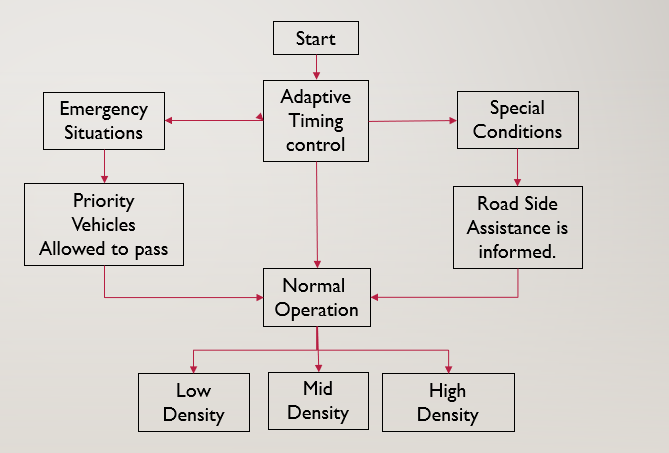 Start
Adaptive
Timing
control
Emergency
Situations
Special
Conditions
Priority
Vehicles
Allowed to pass
Road Side
Assistance is
informed.
Normal
Operation
Low
Density
Mid
Density
High
Density